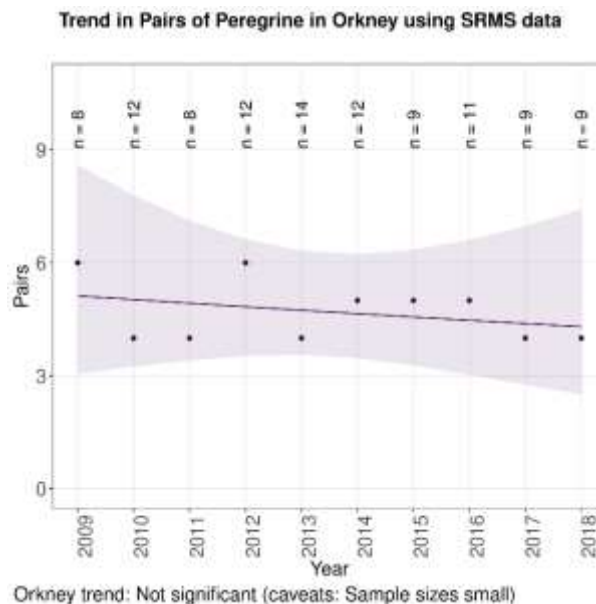 Trend in Pairs of Peregrine in Orkney using SRMS data
n = 8
n = 12
n = 8
n = 12
n = 14
n = 12
n = 9
n = 11
n = 9
n = 9
9
6
3
0
Pairs
2009
2010
2011
2012
2013
2014
2015
2016
2017
2018
Year
Orkney trend: Not significant (caveats: Sample sizes small)